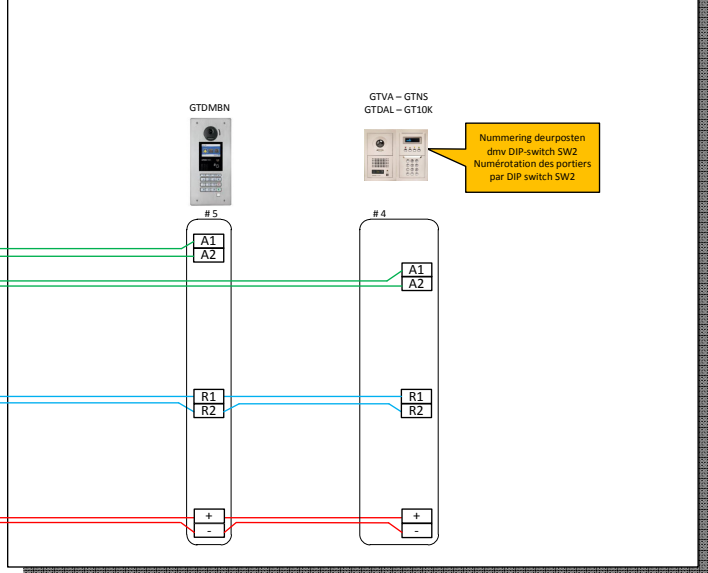 GTDMBN
GTVA – GTNS
GTDAL – GT10K
Nummering deurposten
dmv DIP-switch SW2
Numérotation des portiers
par DIP switch SW2
# 5
# 4
A1
A2
A1
A2
R1
R2
R1
R2
+
-
+
-